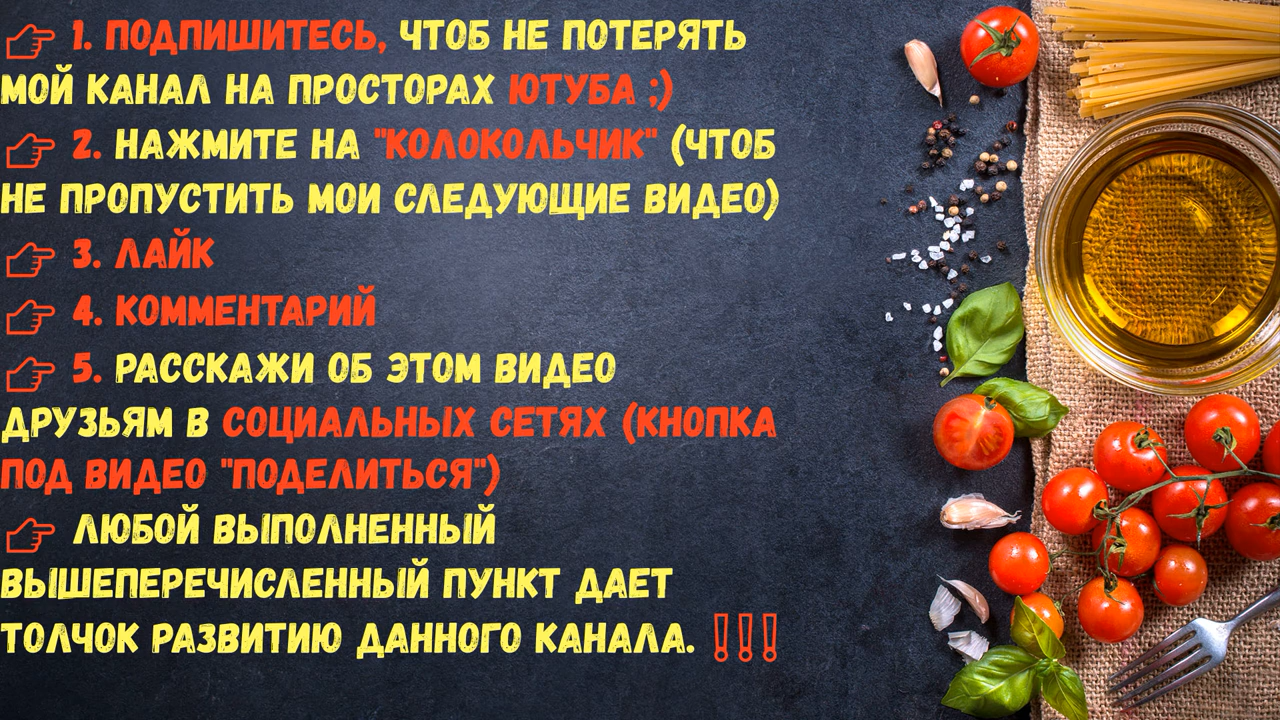 👉 1. ПОДПИШИТЕСЬ, ЧТОБ НЕ ПОТЕРЯТЬ
МОЙ КАНАЛ НА ПРОСТОРАХ ЮТУБА ;)
👉 2. НАЖМИТЕ НА "КОЛОКОЛЬЧИК" (ЧТОБ
НЕ ПРОПУСТИТЬ МОИ СЛЕДУЮЩИЕ ВИДЕО)
👉 3. ЛАЙК
👉 4. КОММЕНТАРИЙ
👉 5. РАССКАЖИ ОБ ЭТОМ ВИДЕО
ДРУЗЬЯМ В СОЦИАЛЬНЫХ СЕТЯХ (КНОПКА
ПОД ВИДЕО "ПОДЕЛИТЬСЯ")
👉 ЛЮБОЙ ВЫПОЛНЕННЫЙ
ВЫШЕПЕРЕЧИСЛЕННЫЙ ПУНКТ ДАЕТ
ТОЛЧОК РАЗВИТИЮ ДАННОГО КАНАЛА. ❗❗❗